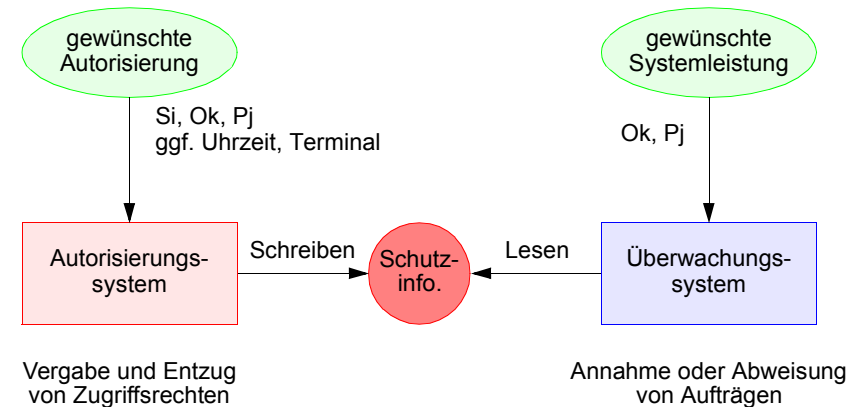 gewünschte
Autorisierung
gewünschte
Systemleistung
Si, Ok, Pj
ggf. Uhrzeit, Terminal
Ok, Pj
Autorisierungs-
system
Schreiben
Schutz-
info.
Lesen
Überwachungs-
system
Vergabe und Entzug
von Zugriffsrechten
Annahme oder Abweisung
von Aufträgen